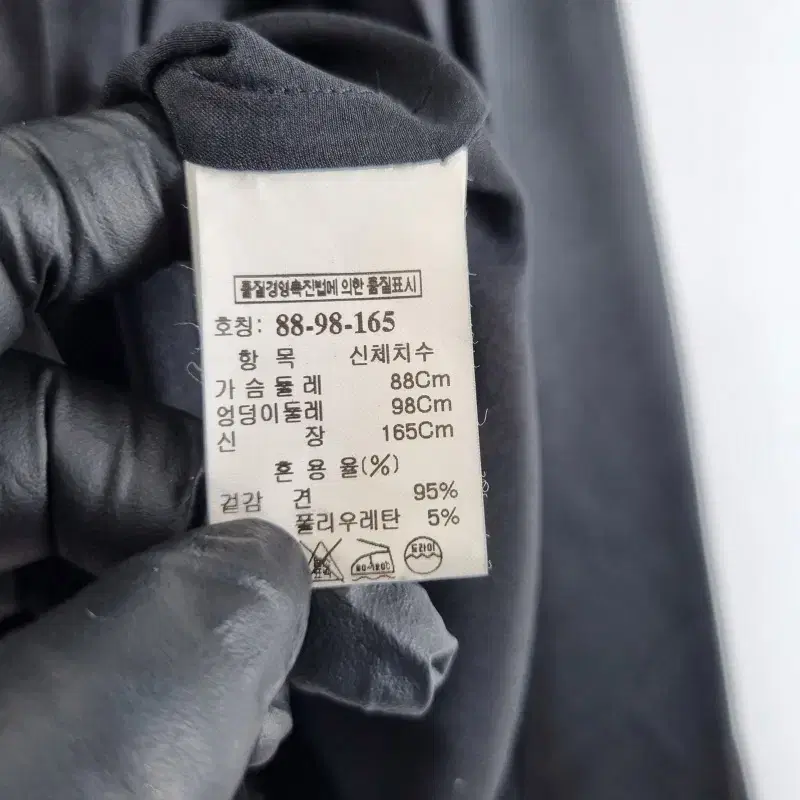 품질경영촉진법에 의한 품질표시
호칭: 88-98-165
항 목 신체치수
가슴둘레 88Cm
엉덩이둘레 98Cm
신 장 165Cm
혼용율(%)
겉감 견 95%
폴리우레탄 5%
드라이